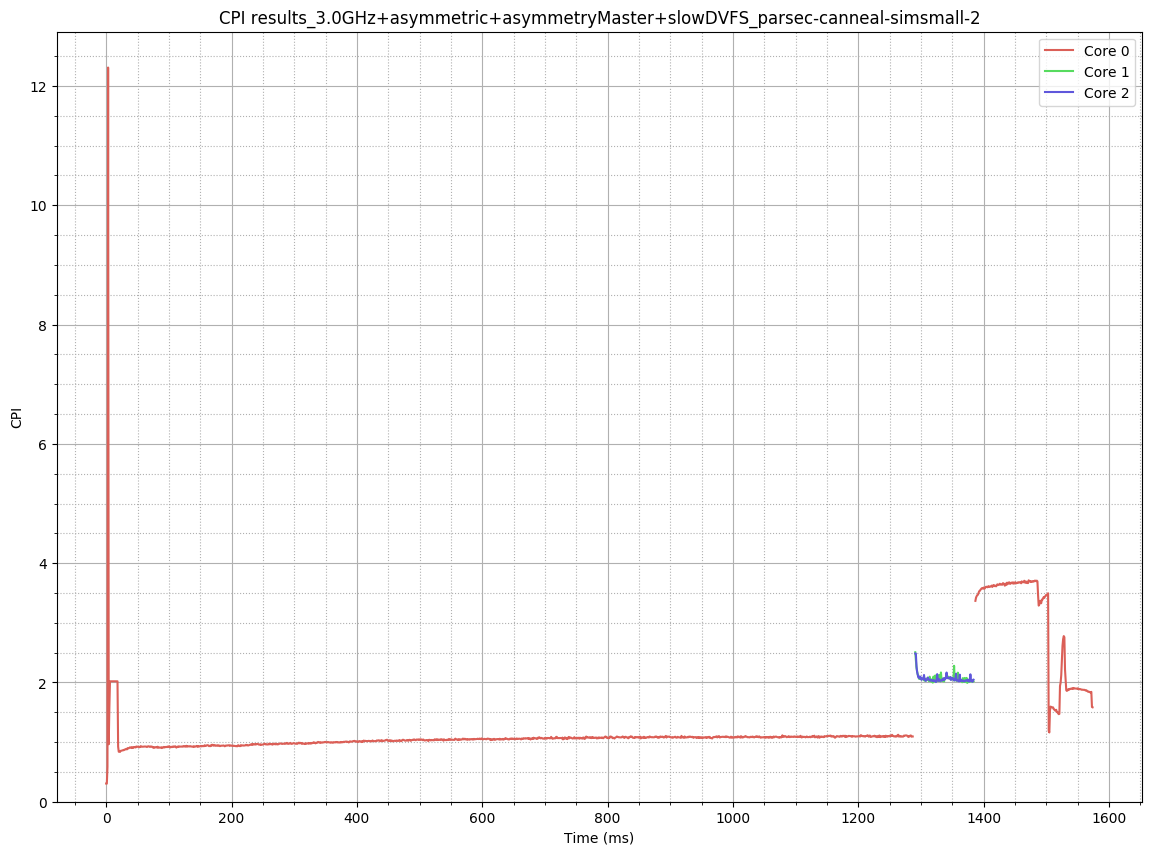 CPI results_3.0GHz+asymmetric+asymmetryMaster+slowDVFS_parsec-canneal-simsmall-2
Core 0
Core 1
Core 2
12
10
8
6
4
2
0
CPI
0 200 400 600 800 1000 1200 1400 1600
Time (ms)